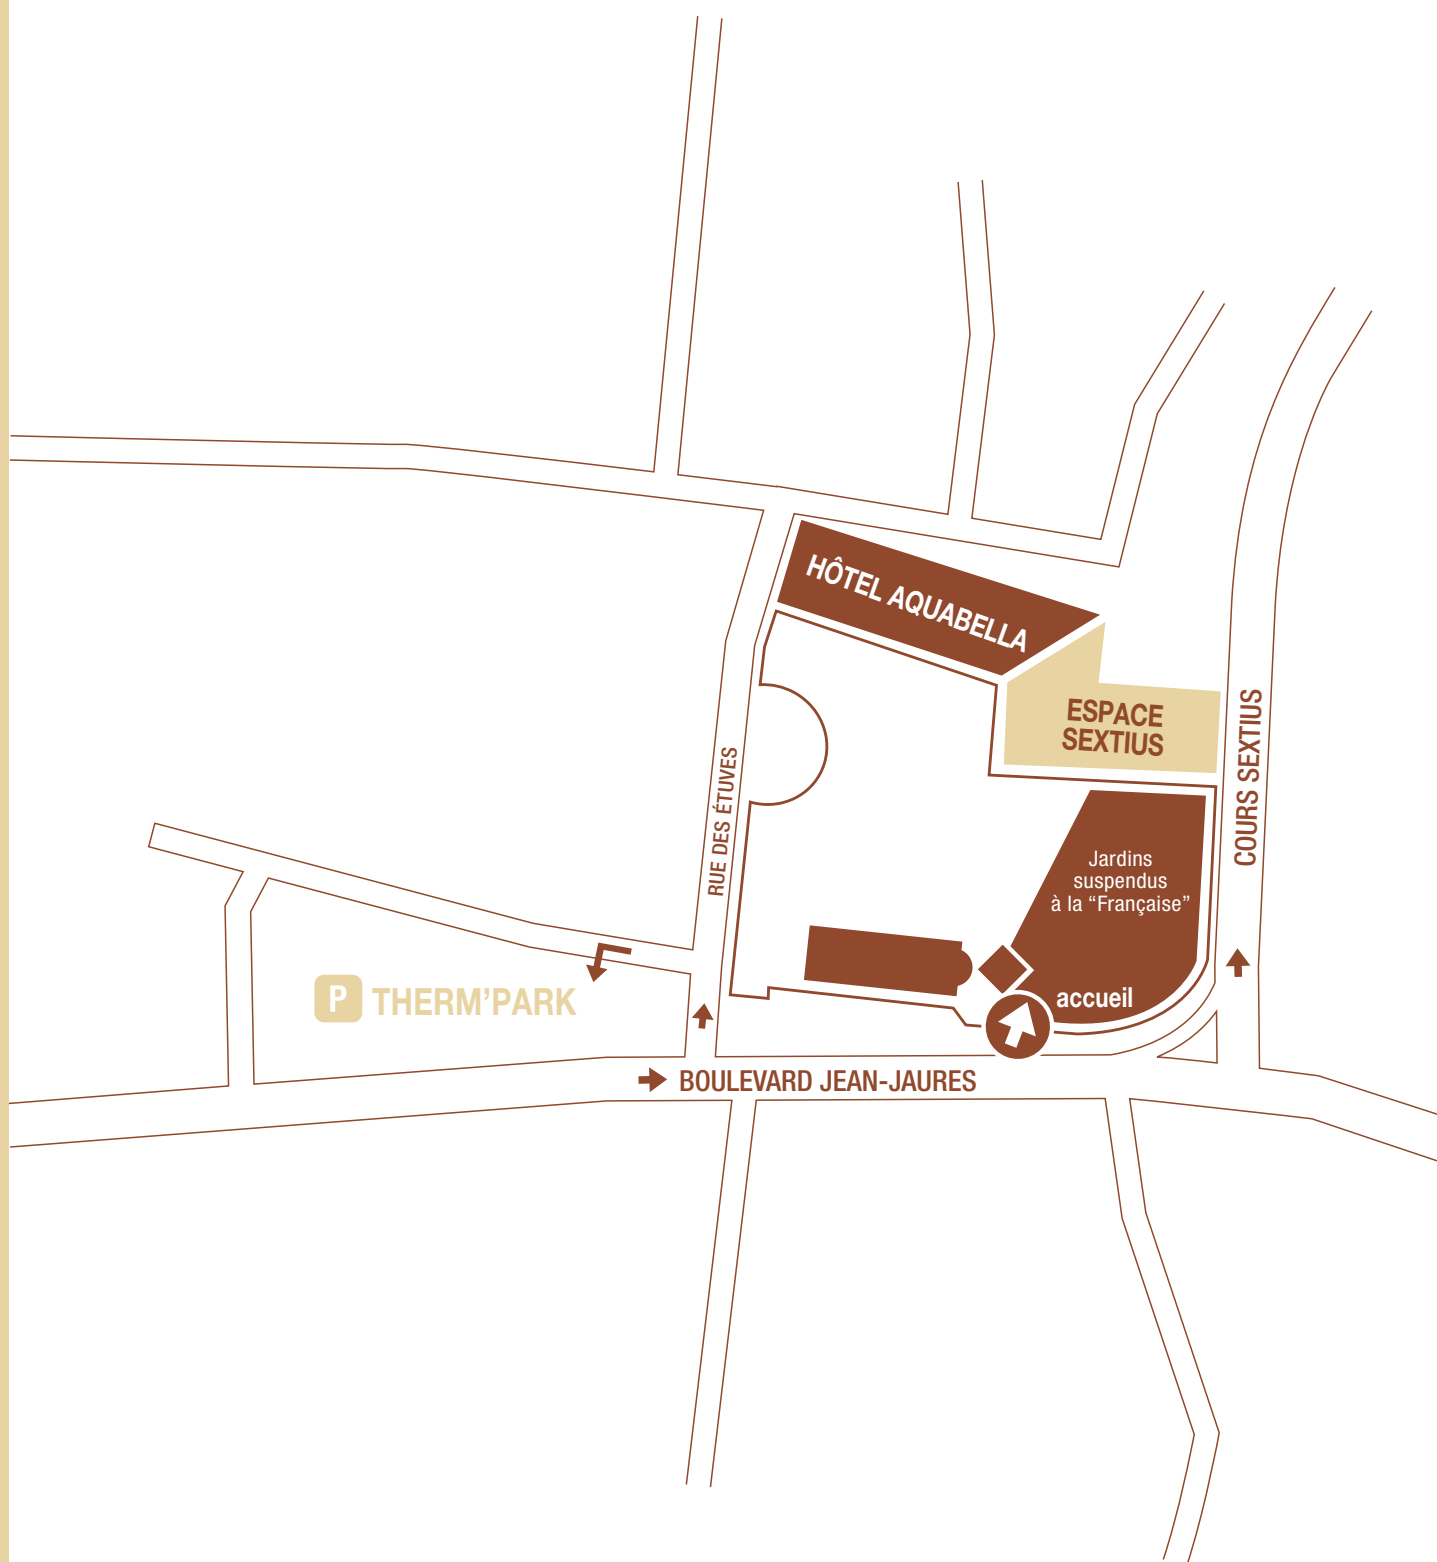 HÔTEL AQUABELLA
ESPACE
SEXTIUS
COURS SEXTIUS
RUE DES ÉTUVES
Jardins
suspendus
à la “Française”
P THERM’PARK
accueil
BOULEVARD JEAN-JAURES